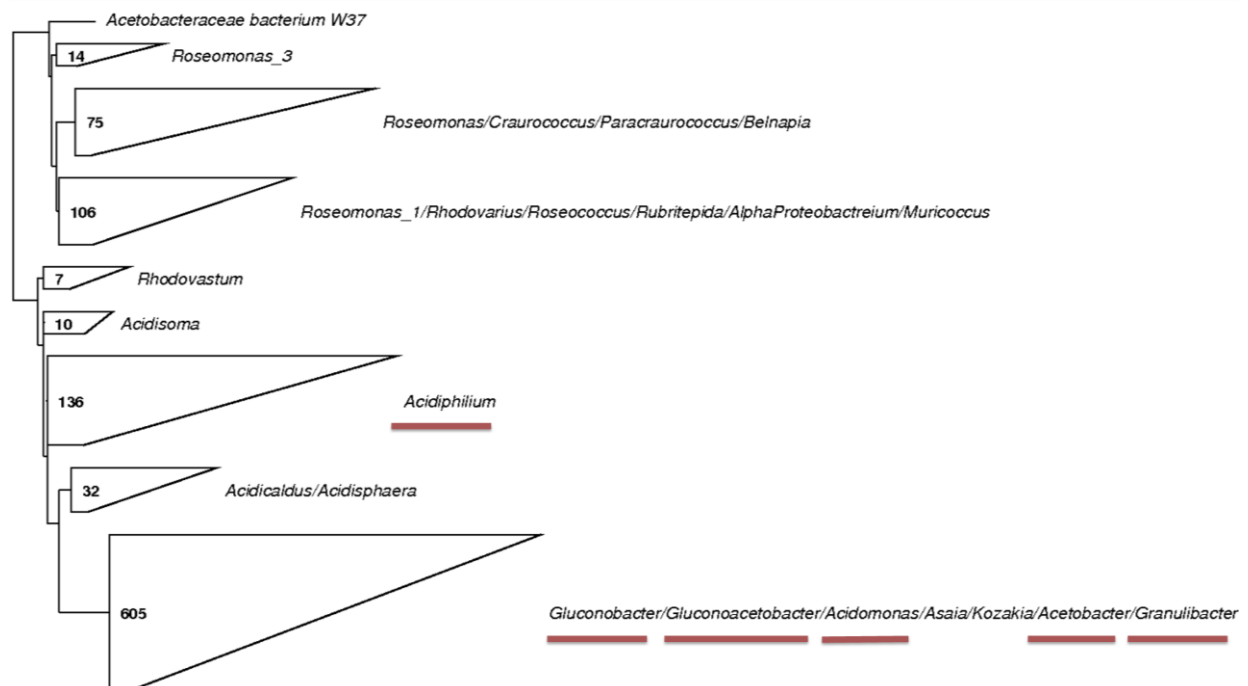 Acetobacteraceae bacterium W37
14 Roseomonas_3
75 Roseomonas/Craurococcus/Paracraurococcus/Belnapia
106 Roseomonas_1/Rhodovarius/Roseococcus/Rubritepida/AlphaProteobactreium/Muricoccus
7 Rhodovastum
10 Acidisoma
136 Acidiphilium
32 Acidicaldus/Acidisphaera
605 Gluconobacter/Gluconoacetobacter/Acidomonas/Asaia/Kozakia/Acetobacter/Granulibacter